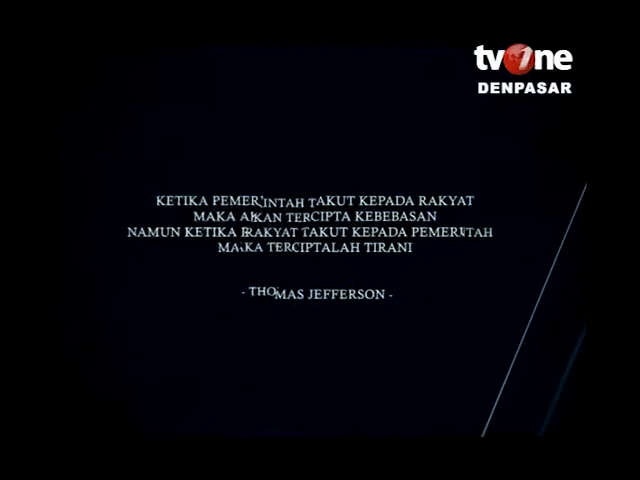 tvOne
DENPASAR
KETIKA PEMERINTAH TAKUT KEPADA RAKYAT
MAKA AKAN TERCIPTA KEBEBASAN
NAMUN KETIKA RAKYAT TAKUT KEPADA PEMERINTAH
MAKA TERCIPTALAH TIRANI
- THOMAS JEFFERSON -